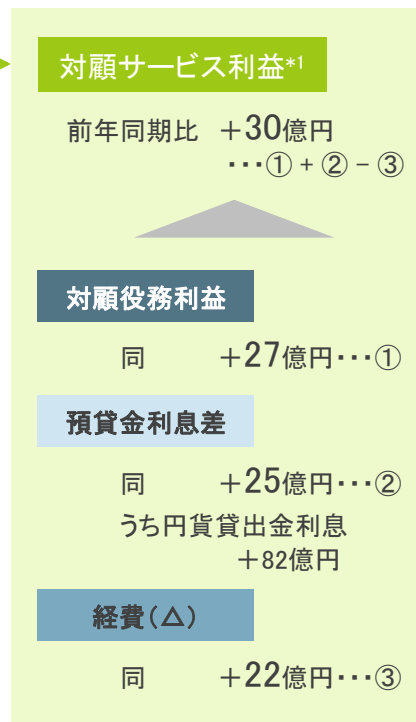 対顧サービス利益*1
前年同期比 +30億円
・・・① + ② − ③
対顧役務利益
同 +27億円・・・①
預貸金利息差
同 +25億円・・・②
うち円貨貸出金利息
+82億円
経費(△)
同 +22億円・・・③